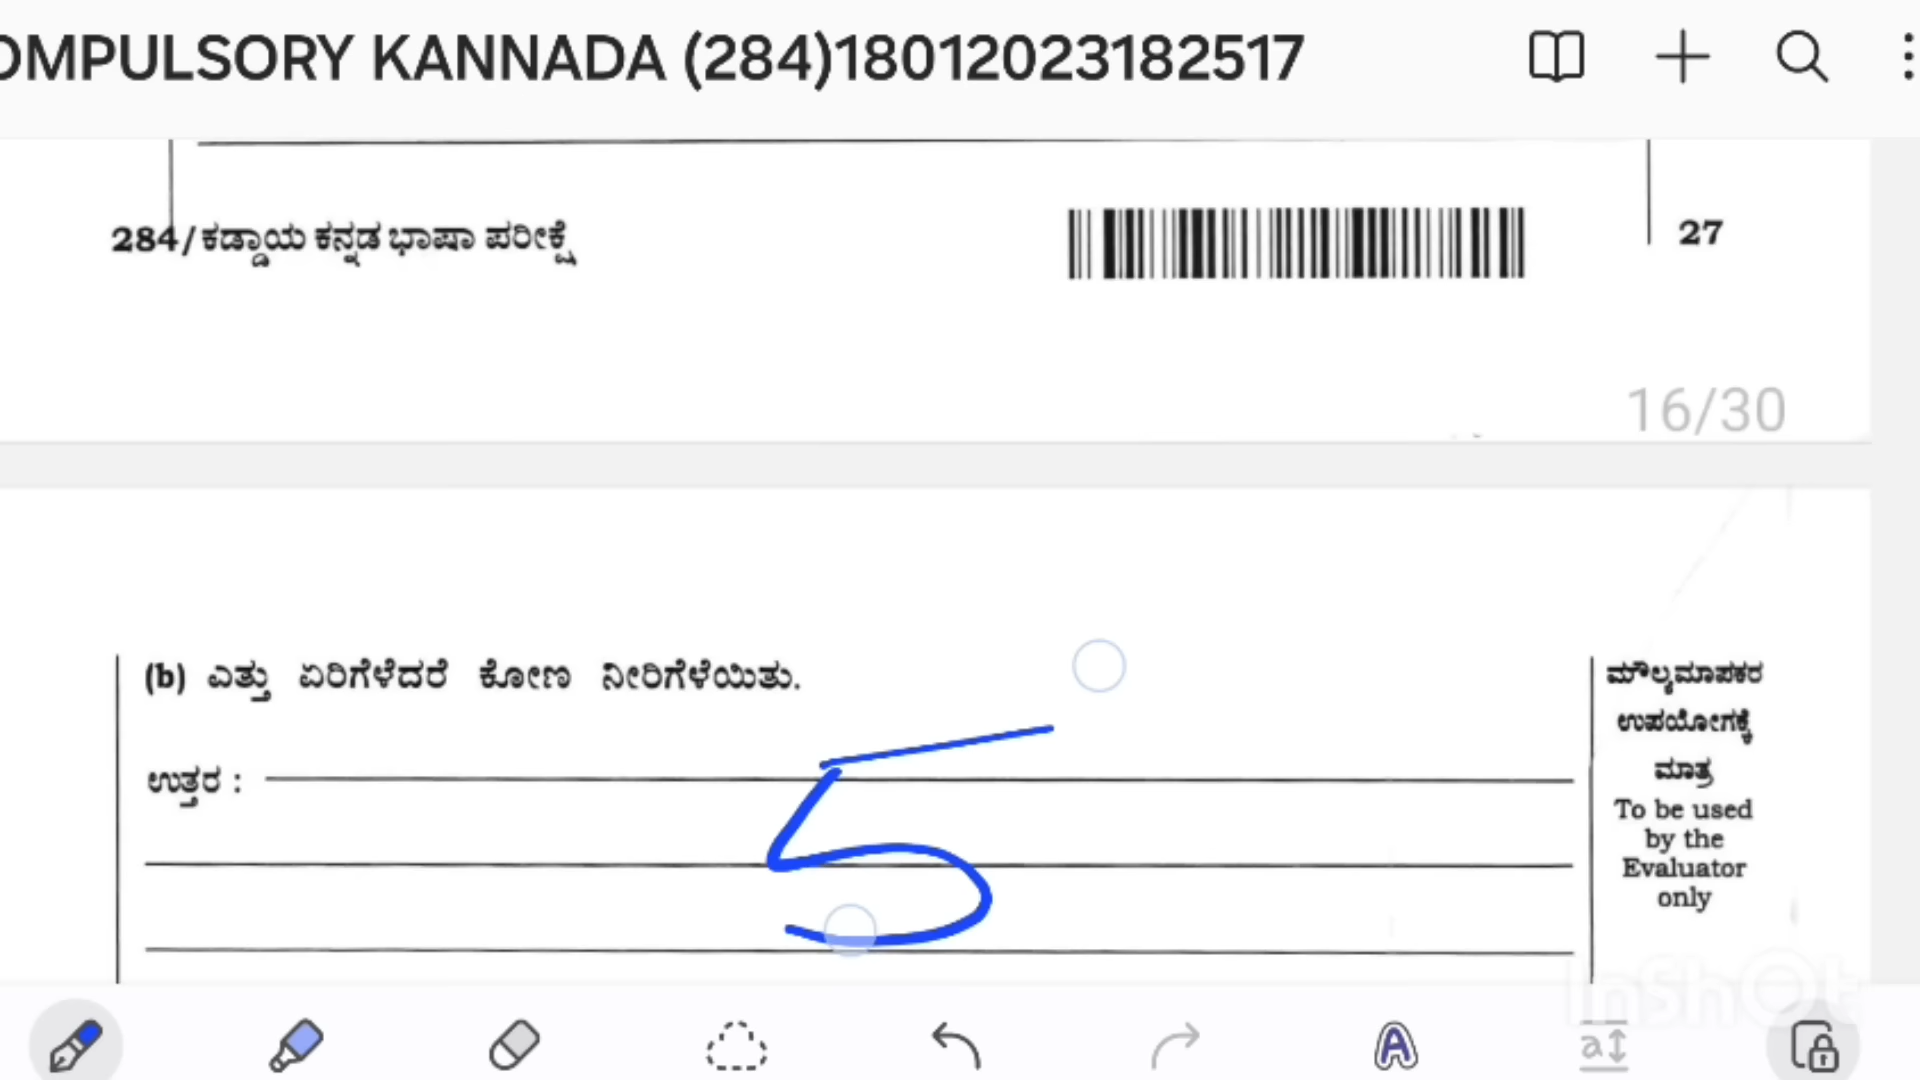 OMPULSORY KANNADA (284)18012023182517
284/ಕಡ್ಡಾಯ ಕನ್ನಡ ಭಾಷಾ ಪರೀಕ್ಷೆ
27
16/30
(b) ಎತ್ತು ಏರಿಗೆಳೆದರೆ ಕೋಣ ನೀರಿಗೆಳೆಯಿತು.
ಉತ್ತರ :
5
ಮೌಲ್ಯಮಾಪಕರ
ಉಪಯೋಗಕ್ಕೆ
ಮಾತ್ರ
To be used
by the
Evaluator
only
InShOt
A
a